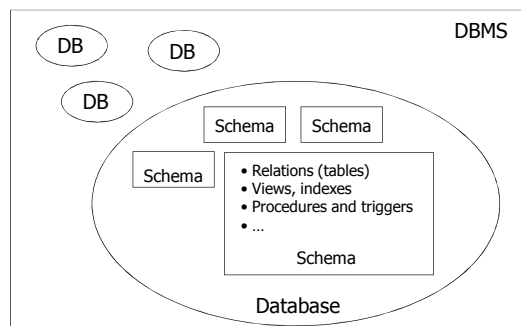 DBMS
DB
DB
DB
Schema
Schema
Schema
• Relations (tables)
• Views, indexes
• Procedures and triggers
• …
Schema
Database